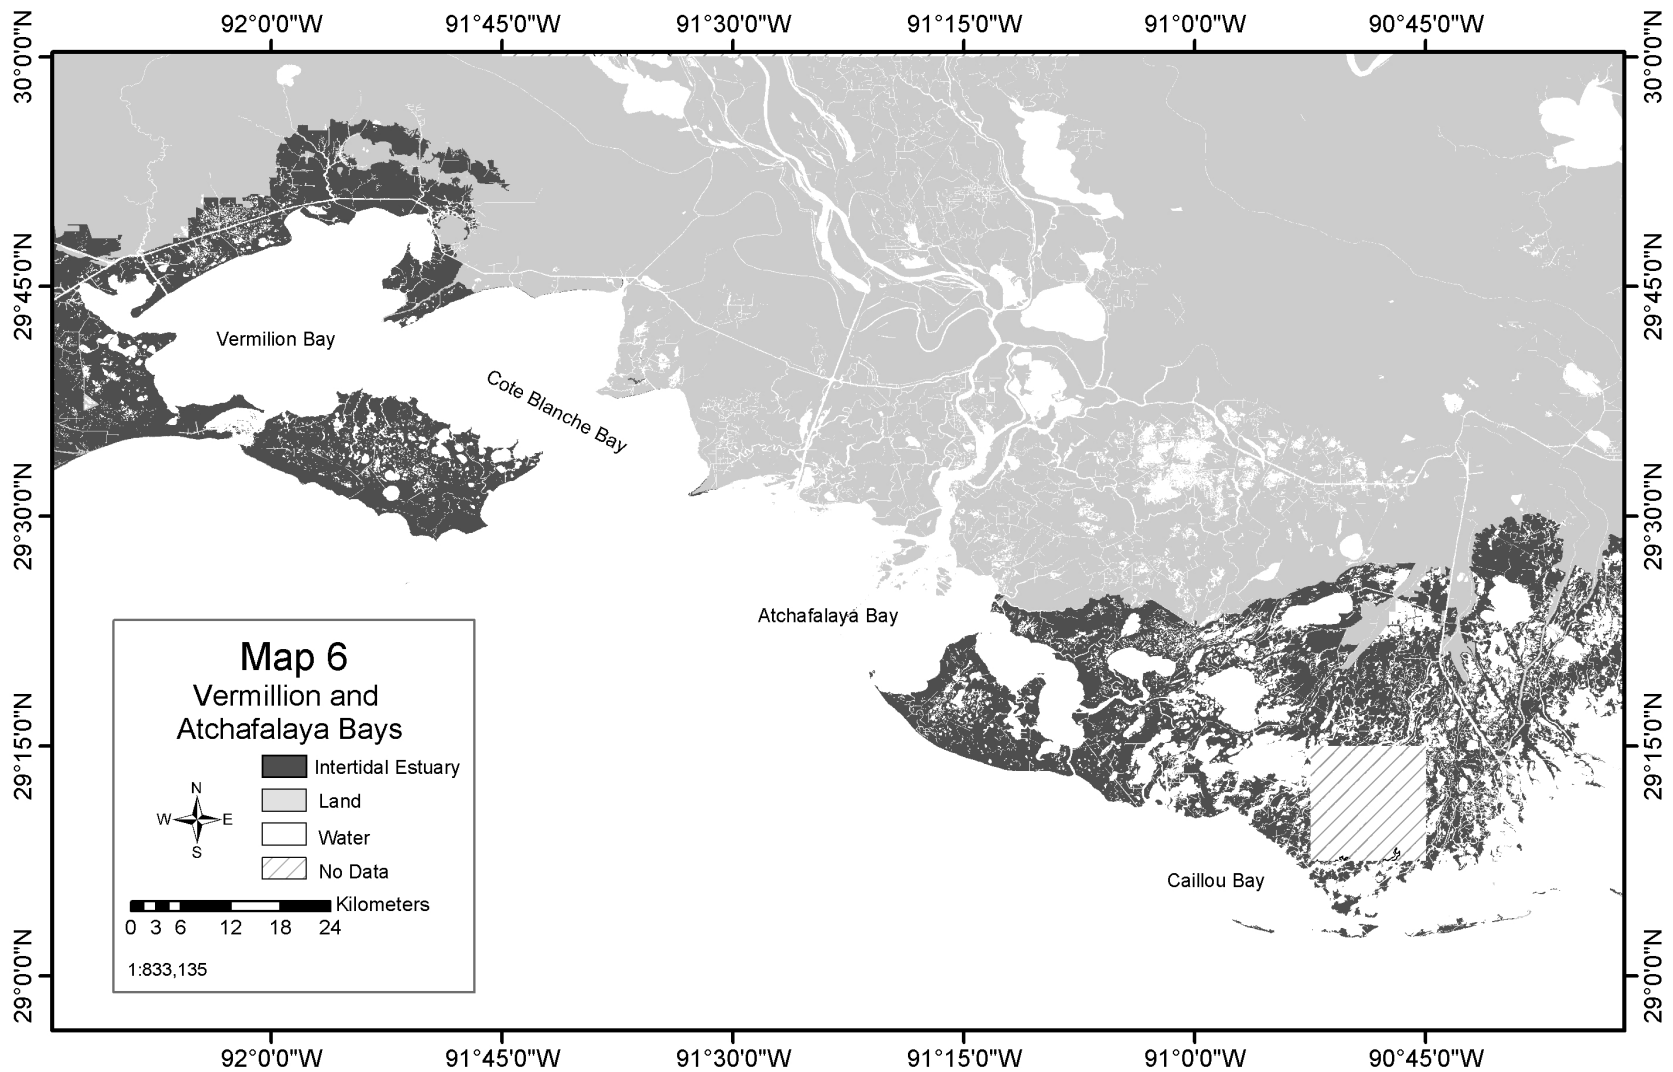 92°0'0"W 91°45'0"W 91°30'0"W 91°15'0"W 91°0'0"W 90°45'0"W
30°0'0"N 30°0'0"N
29°45'0"N 29°45'0"N
Vermilion Bay
Cote Blanche Bay
29°30'0"N 29°30'0"N
Atchafalaya Bay
29°15'0"N 29°15'0"N
Caillou Bay
29°0'0"N 29°0'0"N
Map 6
Vermillion and
Atchafalaya Bays
Intertidal Estuary
Land
Water
No Data
N
W E
S
Kilometers
0 3 6 12 18 24
1:833,135
92°0'0"W 91°45'0"W 91°30'0"W 91°15'0"W 91°0'0"W 90°45'0"W